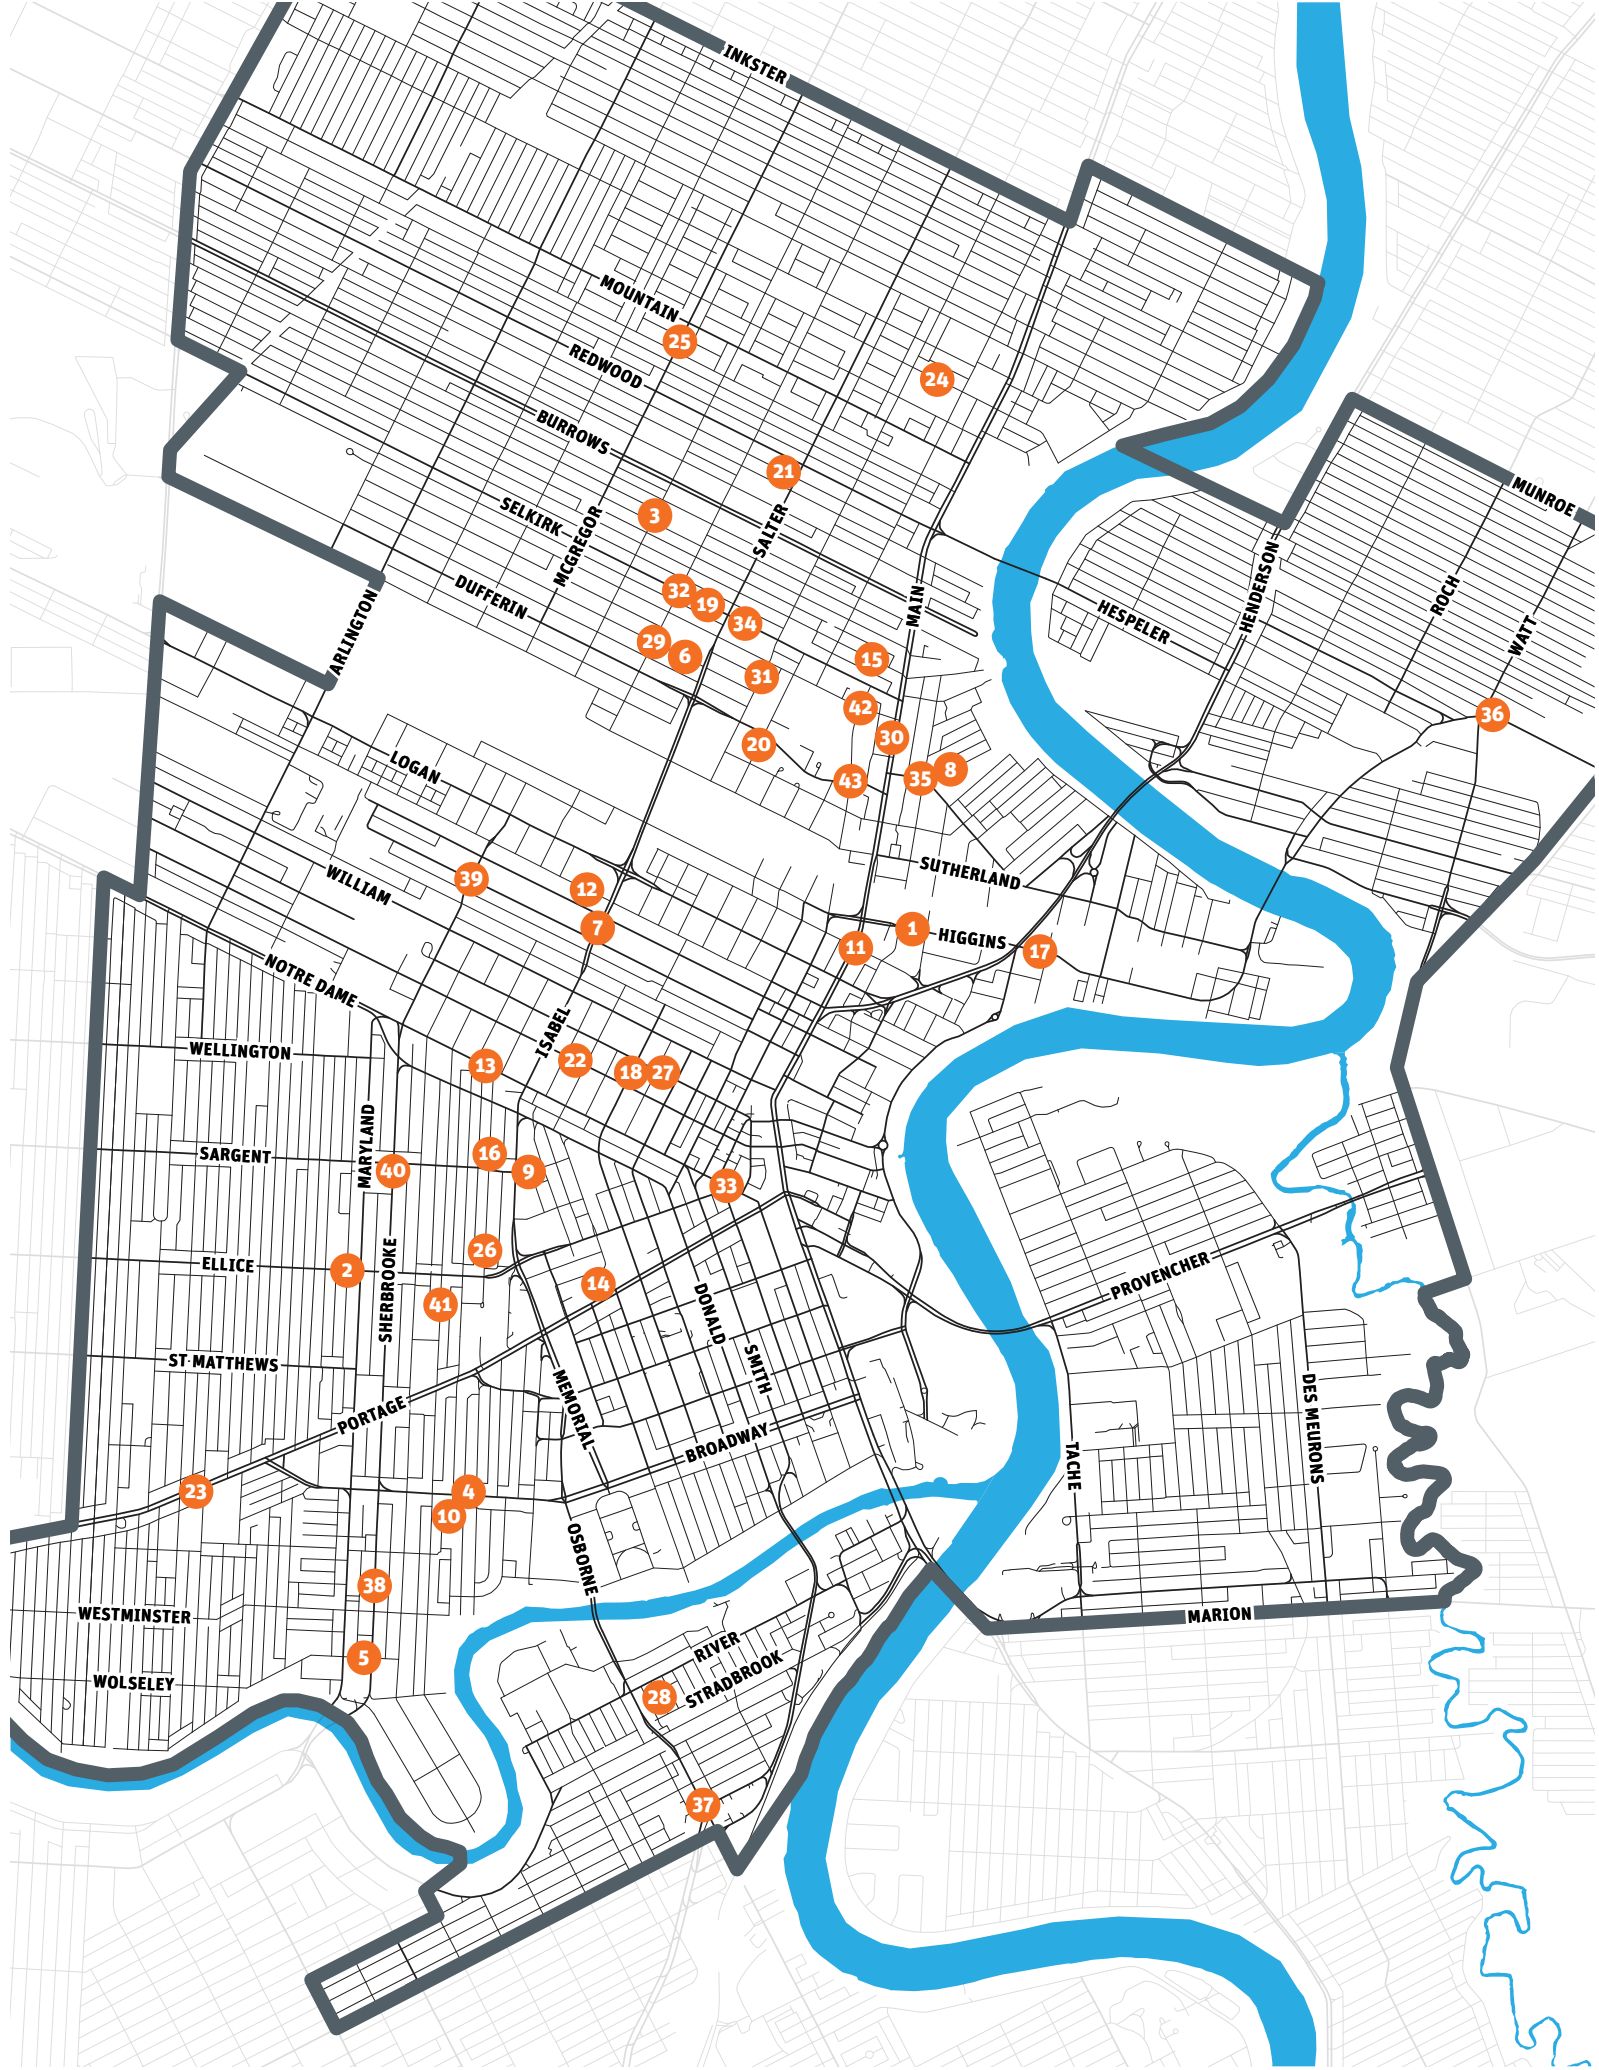 INKSTER
MOUNTAIN
25
REDWOOD
24
BURROWS
21
MUNROE
SELKIRK
3
MCGREGOR
SALTER
HENDERSON
DUFFERIN
32
19
34
MAIN
HESPELER
ROCH
WATT
ARLINGTON
29
6
15
31
42
36
30
20
LOGAN
43
35
8
WILLIAM
39
12
SUTHERLAND
7
1
HIGGINS
11
17
NOTRE DAME
ISABEL
WELLINGTON
13
22
18
27
MARYLAND
SARGENT
16
40
9
33
ELLICE
2
26
SHERBROOKE
14
41
PROVENCHER
DONALD
SMITH
ST MATTHEWS
PORTAGE
MEMORIAL
BROADWAY
TACHE
DES MEURONS
23
4
10
OSBORNE
38
WESTMINSTER
MARION
RIVER
5
WOLSELEY
STRADBROOK
28
37